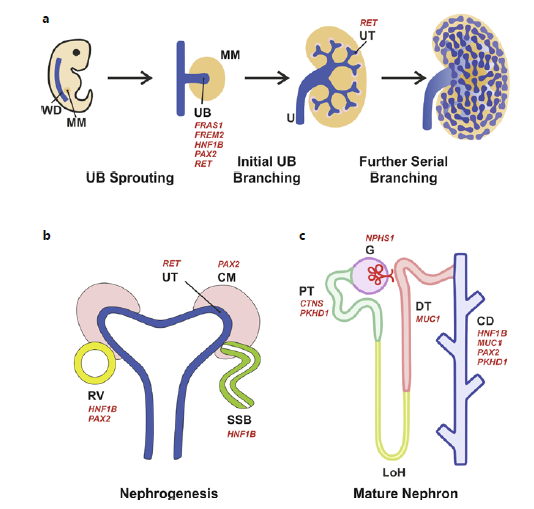 a
RET
UT
MM
WD
MM
UB
FRAS1
FREM2
HNF1B
PAX2
RET
U
UB Sprouting
Initial UB
Branching
Further Serial
Branching
b
RET
UT
PAX2
CM
RV
HNF1B
PAX2
SSB
HNF1B
Nephrogenesis
c
NPHS1
G
PT
CTNS
PKHD1
DT
MUC1
CD
HNF1B
MUC1
PAX2
PKHD1
LoH
Mature Nephron